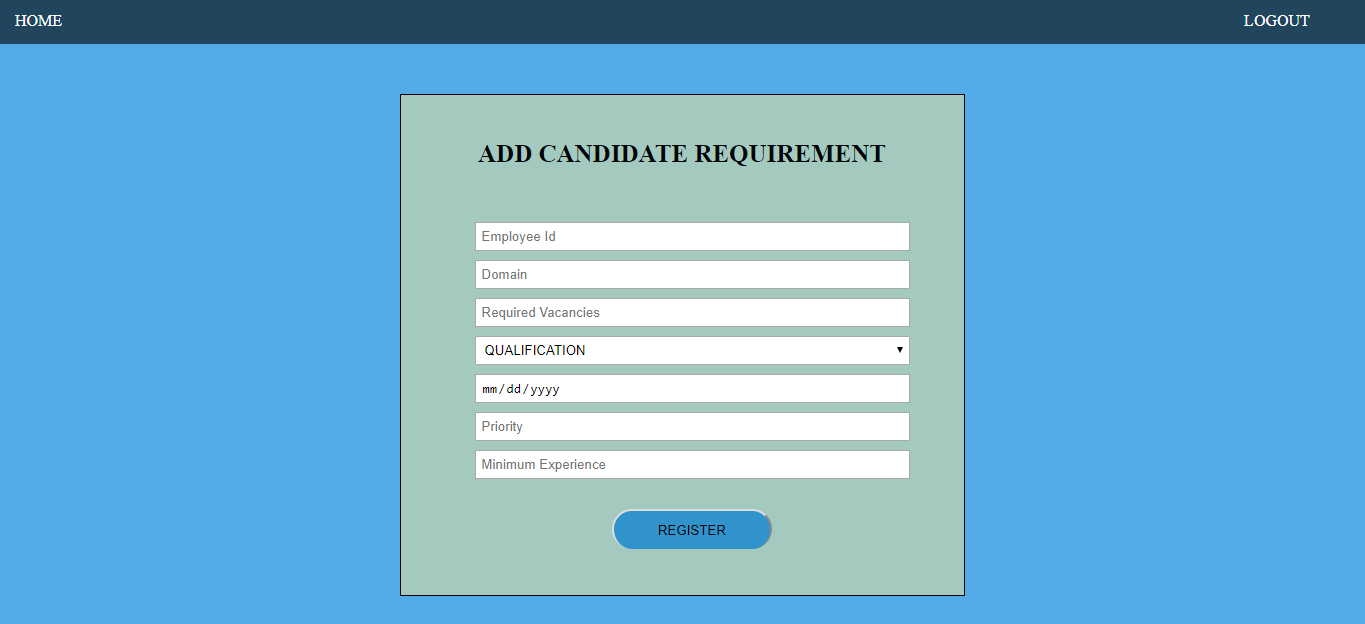 HOME LOGOUT
ADD CANDIDATE REQUIREMENT
Employee Id
Domain
Required Vacancies
QUALIFICATION
mm/dd/yyyy
Priority
Minimum Experience
REGISTER